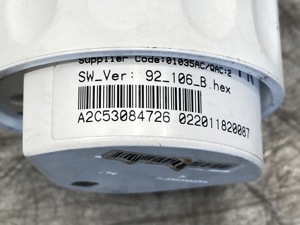 Supplier Code:01035AC/QAC:2
SW_Ver: 92_106_B.hex
A2C53084726 022011820087